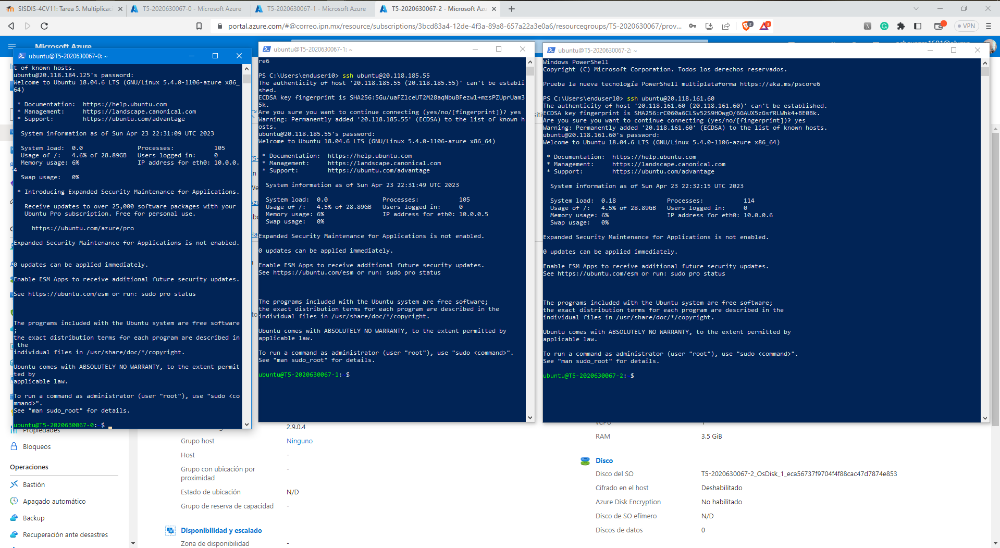 SISDIS-4CV11: Tarea 5. Multiplicac
T5-2020630067-0 - Microsoft Azure
T5-2020630067-1 - Microsoft Azure
T5-2020630067-2 - Microsoft Azu
portal.azure.com/#@correo.ipn.mx/resource/subscriptions/3bcd83a4-12de-4f3a-89a8-657a22a3e0a6/resourcegroups/T5-2020630067/prov...
2
3
VPN
Microsoft Azure
ubuntu@T5-2020630067-0: ~
t of known hosts.
ubuntu@20.118.184.125's password:
Welcome to Ubuntu 18.04.6 LTS (GNU/Linux 5.4.0-1106-azure x86_
64)
* Documentation:  https://help.ubuntu.com
* Management:     https://landscape.canonical.com
* Support:        https://ubuntu.com/advantage
System information as of Sun Apr 23 22:31:09 UTC 2023
System load:  0.0               Processes:           105
Usage of /:   4.6% of 28.89GB   Users logged in:     0
Memory usage: 6%                IP address for eth0: 10.0.0.
4
Swap usage:   0%
* Introducing Expanded Security Maintenance for Applications.
Receive updates to over 25,000 software packages with your
Ubuntu Pro subscription. Free for personal use.
https://ubuntu.com/azure/pro
Expanded Security Maintenance for Applications is not enabled.
0 updates can be applied immediately.
Enable ESM Apps to receive additional future security updates.
See https://ubuntu.com/esm or run: sudo pro status
The programs included with the Ubuntu system are free software
;
the exact distribution terms for each program are described in
the
individual files in /usr/share/doc/*/copyright.
Ubuntu comes with ABSOLUTELY NO WARRANTY, to the extent permit
ted by
applicable law.
To run a command as administrator (user "root"), use "sudo <co
mmand>".
See "man sudo_root" for details.
ubuntu@T5-2020630067-0: $
ubuntu@T5-2020630067-1: ~
re6
PS C:\Users\enduser10> ssh ubuntu@20.118.185.55
The authenticity of host '20.118.185.55 (20.118.185.55)' can't be establi
shed.
ECDSA key fingerprint is SHA256:5Gu/uaFZlceUT2M28aqNbuBFezwl+mzsPZUprUam3
5k.
Are you sure you want to continue connecting (yes/no/[fingerprint])? yes
Warning: Permanently added '20.118.185.55' (ECDSA) to the list of known h
osts.
ubuntu@20.118.185.55's password:
Welcome to Ubuntu 18.04.6 LTS (GNU/Linux 5.4.0-1106-azure x86_64)
* Documentation:  https://help.ubuntu.com
* Management:     https://landscape.canonical.com
* Support:        https://ubuntu.com/advantage
System information as of Sun Apr 23 22:31:49 UTC 2023
System load:  0.0               Processes:           105
Usage of /:   4.5% of 28.89GB   Users logged in:     0
Memory usage: 6%                IP address for eth0: 10.0.0.5
Swap usage:   0%
Expanded Security Maintenance for Applications is not enabled.
0 updates can be applied immediately.
Enable ESM Apps to receive additional future security updates.
See https://ubuntu.com/esm or run: sudo pro status
The programs included with the Ubuntu system are free software;
the exact distribution terms for each program are described in the
individual files in /usr/share/doc/*/copyright.
Ubuntu comes with ABSOLUTELY NO WARRANTY, to the extent permitted by
applicable law.
To run a command as administrator (user "root"), use "sudo <command>".
See "man sudo_root" for details.
ubuntu@T5-2020630067-1: $
ubuntu@T5-2020630067-2: ~
Windows PowerShell
Copyright (C) Microsoft Corporation. Todos los derechos reservados.
Prueba la nueva tecnología PowerShell multiplataforma https://aka.ms/pscore6
PS C:\Users\enduser10> ssh ubuntu@20.118.161.60
The authenticity of host '20.118.161.60 (20.118.161.60)' can't be established.
ECDSA key fingerprint is SHA256:rC060a6CLSv52S9HOwgO/6GAUX5zGsfRLWhk4+BE0Bk.
Are you sure you want to continue connecting (yes/no/[fingerprint])? yes
Warning: Permanently added '20.118.161.60' (ECDSA) to the list of known hosts.
ubuntu@20.118.161.60's password:
Welcome to Ubuntu 18.04.6 LTS (GNU/Linux 5.4.0-1106-azure x86_64)
* Documentation:  https://help.ubuntu.com
* Management:     https://landscape.canonical.com
* Support:        https://ubuntu.com/advantage
System information as of Sun Apr 23 22:32:15 UTC 2023
System load:  0.18              Processes:           114
Usage of /:   4.5% of 28.89GB   Users logged in:     0
Memory usage: 6%                IP address for eth0: 10.0.0.6
Swap usage:   0%
Expanded Security Maintenance for Applications is not enabled.
0 updates can be applied immediately.
Enable ESM Apps to receive additional future security updates.
See https://ubuntu.com/esm or run: sudo pro status
The programs included with the Ubuntu system are free software;
the exact distribution terms for each program are described in the
individual files in /usr/share/doc/*/copyright.
Ubuntu comes with ABSOLUTELY NO WARRANTY, to the extent permitted by
applicable law.
To run a command as administrator (user "root"), use "sudo <command>".
See "man sudo_root" for details.
ubuntu@T5-2020630067-2: $
Propiedades
Bloqueos
Operaciones
Bastión
Apagado automático
Backup
Recuperación ante desastres
2.9.0.4
Grupo host Ninguno
Host -
Grupo con ubicación por -
proximidad
Estado de ubicación N/D
Grupo de reserva de capacidad -
Disponibilidad y escalado
Zona de disponibilidad -
RAM 3.5 GiB
Disco
Disco del SO T5-2020630067-2_OsDisk_1_eca56737f9704f4f88cac47d7874e853
Cifrado en el host Deshabilitado
Azure Disk Encryption No habilitado
Disco de SO efímero N/D
Discos de datos 0